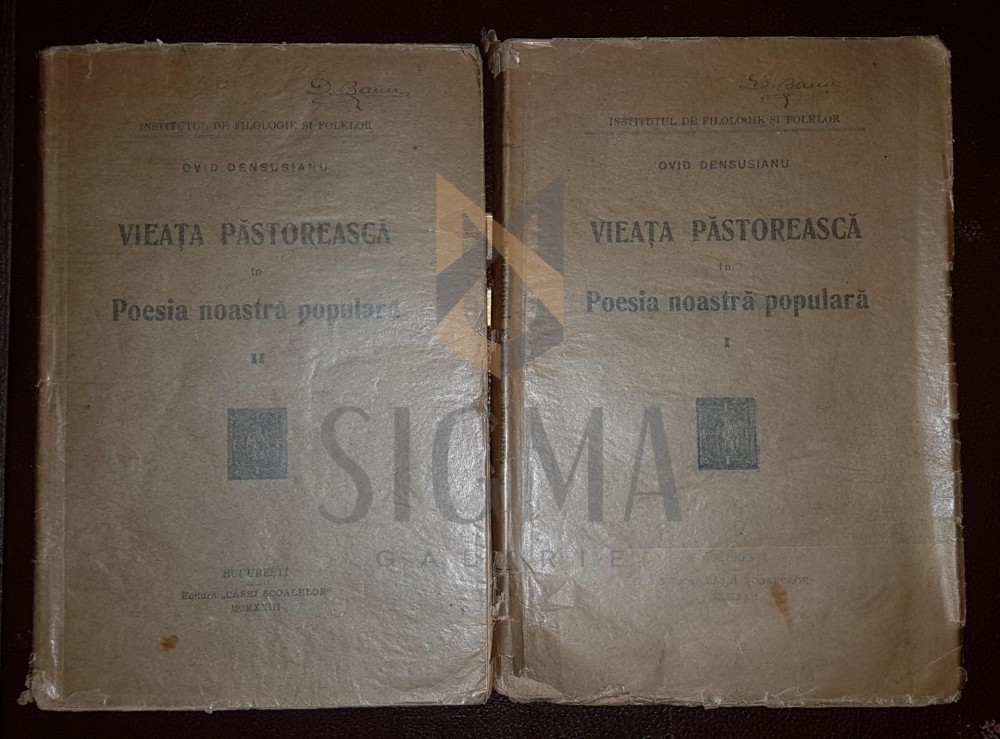 INSTITUTUL DE FILOLOGIE ȘI FOLKLOR
OVID DENSUSIANU
VIEAȚA PĂSTOREASCĂ
în
Poesia noastră populară
II
BUCUREȘTI
Editura „CASEI ȘCOALELOR"
MCMXXIII
INSTITUTUL DE FILOLOGIE ȘI FOLKLOR
OVID DENSUSIANU
VIEAȚA PĂSTOREASCĂ
în
Poesia noastră populară
I
SIGMA
GALERIE